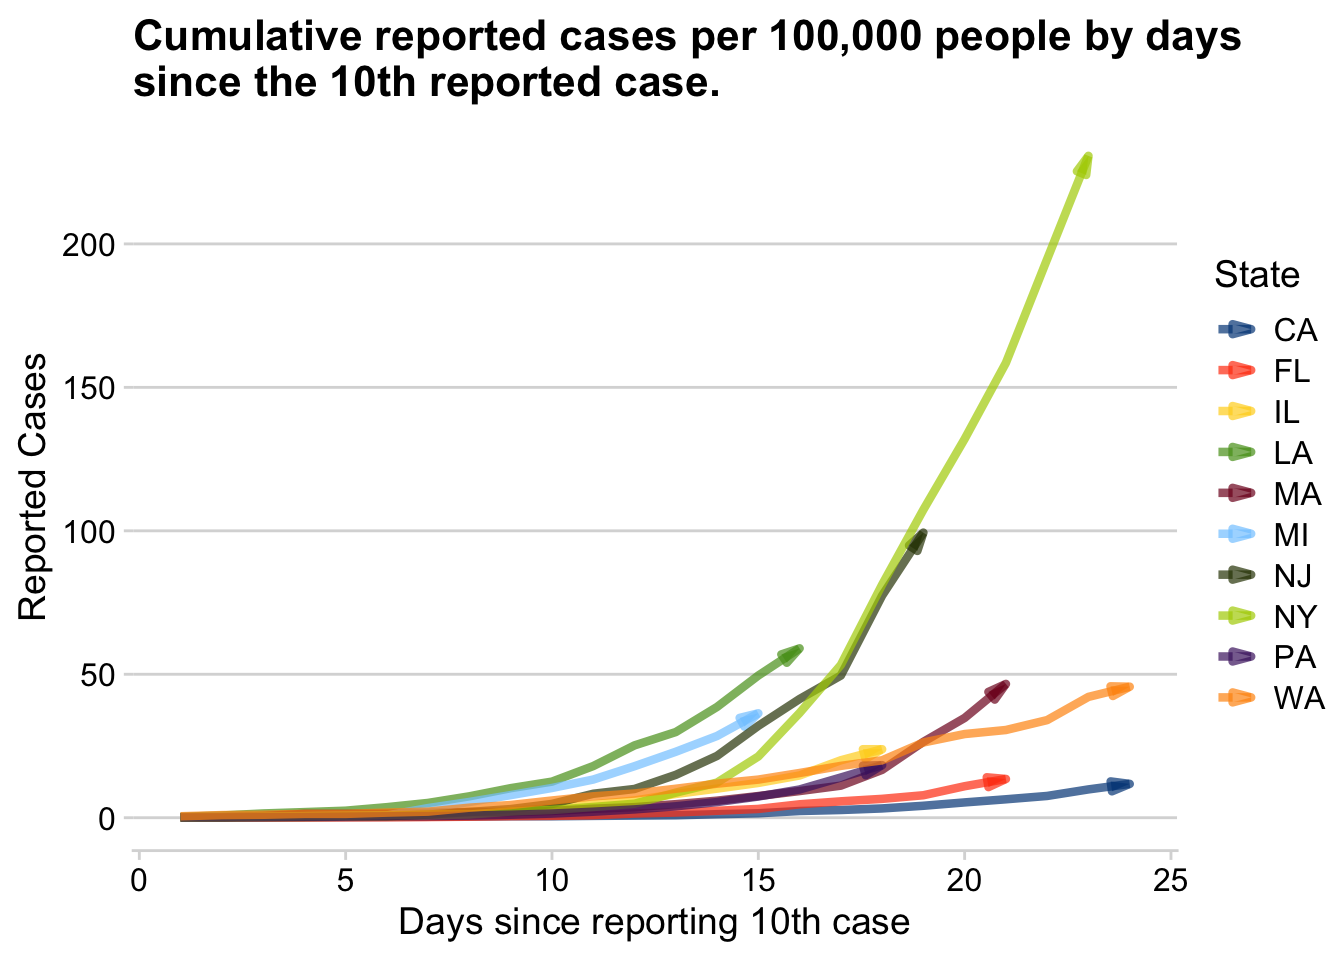 Cumulative reported cases per 100,000 people by days
since the 10th reported case.
Reported Cases
200
150
100
50
0
0 5 10 15 20 25
Days since reporting 10th case
State
CA
FL
IL
LA
MA
MI
NJ
NY
PA
WA